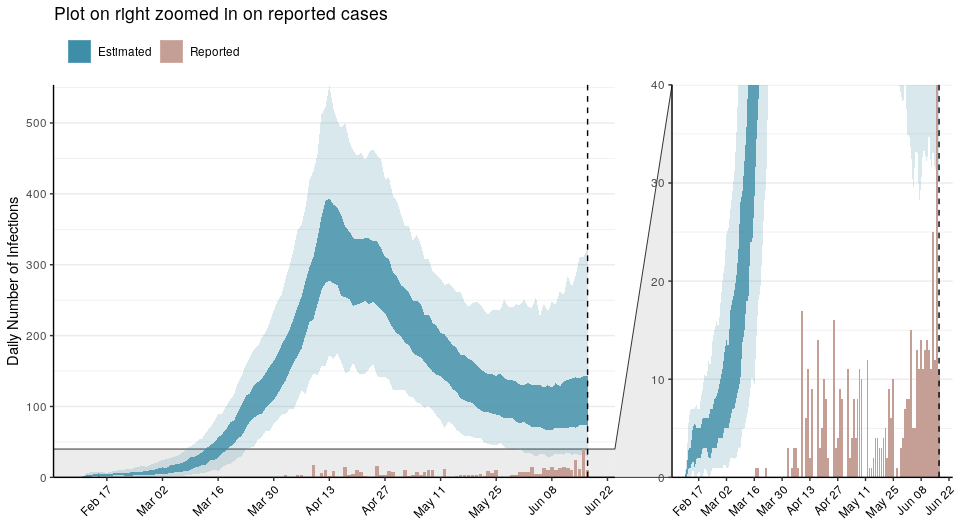 Plot on right zoomed in on reported cases
Estimated Reported
Daily Number of Infections
500
400
300
200
100
0
Feb 17 Mar 02 Mar 16 Mar 30 Apr 13 Apr 27 May 11 May 25 Jun 08 Jun 22
40
30
20
10
0
Feb 17 Mar 02 Mar 16 Mar 30 Apr 13 Apr 27 May 11 May 25 Jun 08 Jun 22